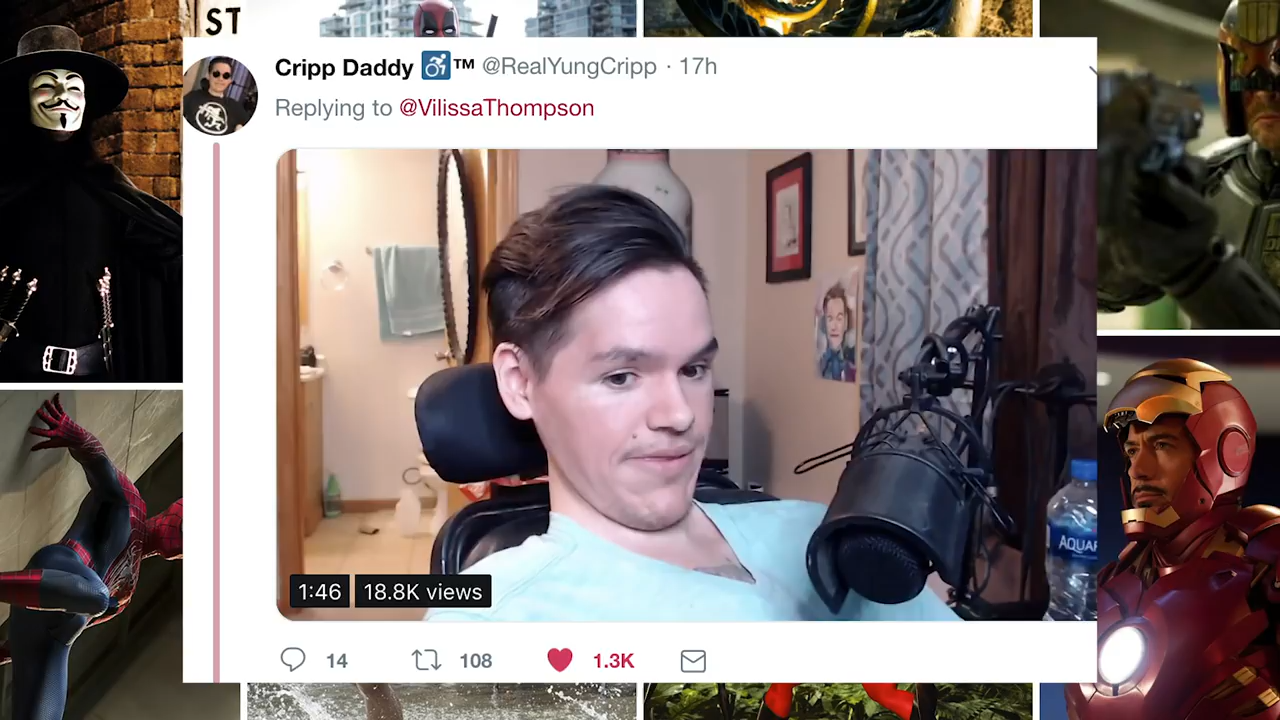 ST
Cripp Daddy ♿™ @RealYungCripp · 17h
Replying to @VilissaThompson
AQUAF
1:46 18.8K views
14 108 1.3K